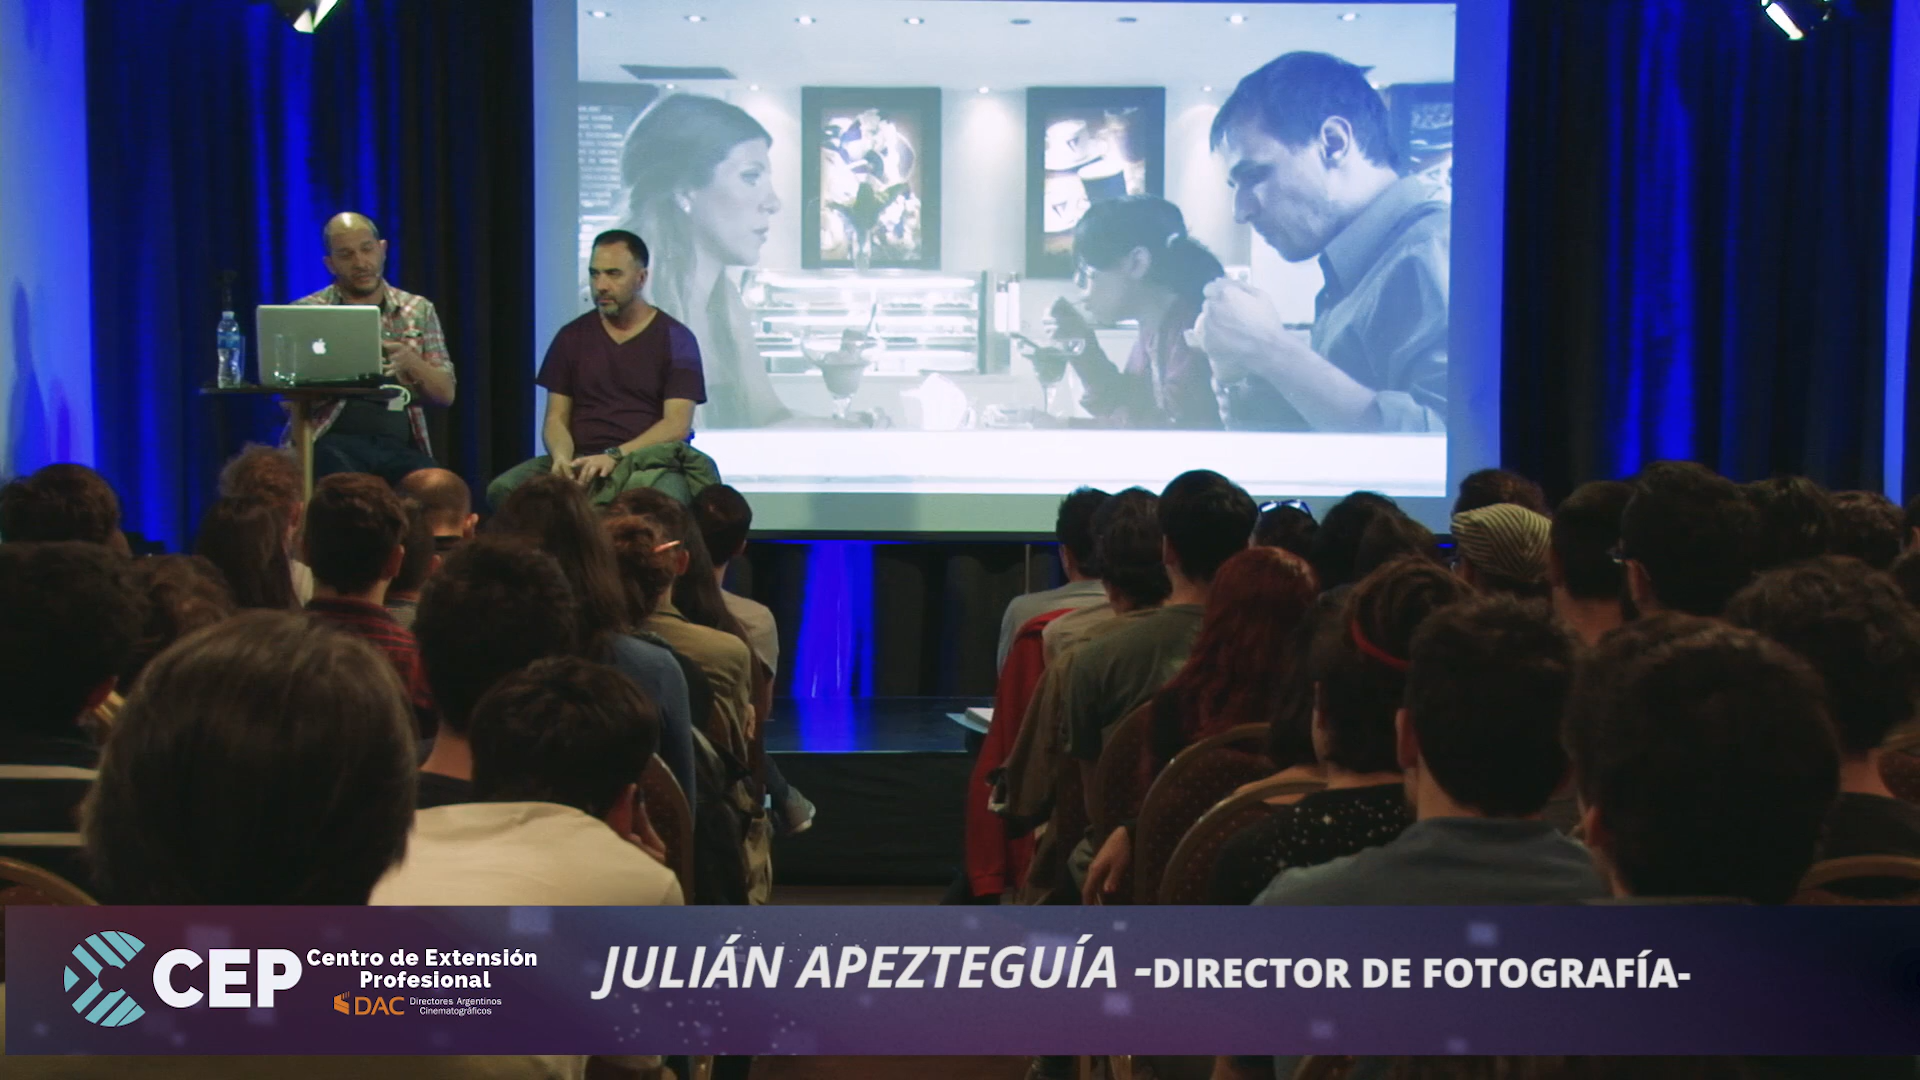 CEP
Centro de Extensión
Profesional
DAC
Directores Argentinos
Cinematográficos
JULIÁN APEZTEGUÍA -DIRECTOR DE FOTOGRAFÍA-